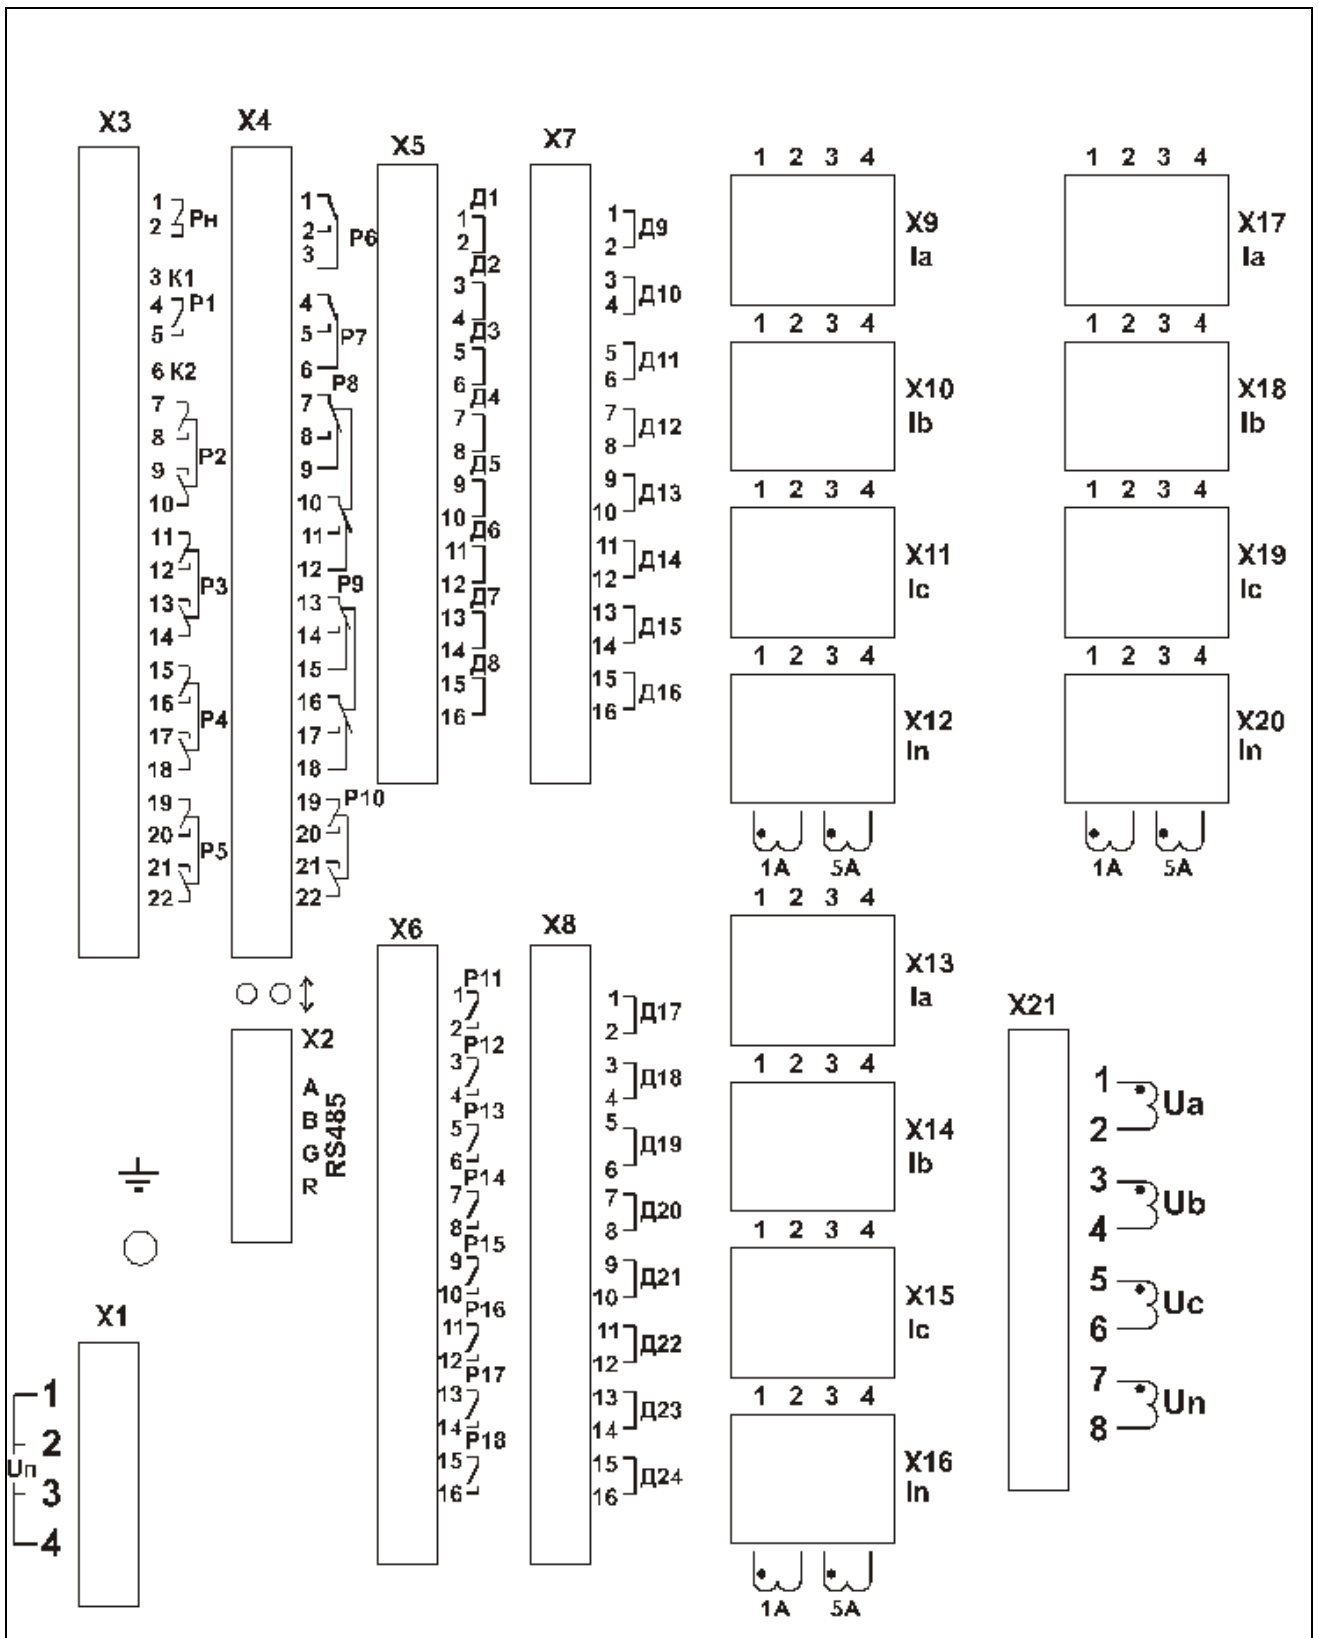 X3
1
2
Рн
3 К1
4
Р1
5
6 К2
7
8
9
10
Р2
11
12
13
14
Р3
15
16
17
18
Р4
19
20
21
22
Р5
X4
1
2
3
Р6
4
5
6
Р7
Р8
7
8
9
10
11
12
Р9
13
14
15
16
17
18
19
Р10
20
21
22
X5
Д1
1
2
Д2
3
4
Д3
5
6
Д4
7
8
Д5
9
10
Д6
11
12
Д7
13
14
Д8
15
16
X7
1
2
Д9
3
4
Д10
5
6
Д11
7
8
Д12
9
10
Д13
11
12
Д14
13
14
Д15
15
16
Д16
1 2 3 4
X9
Ia
1 2 3 4
X10
Ib
1 2 3 4
X11
Ic
1 2 3 4
X12
In
1А 5А
1 2 3 4
X17
Ia
1 2 3 4
X18
Ib
1 2 3 4
X19
Ic
1 2 3 4
X20
In
1А 5А
X2
A
B
G
R
RS485
X1
1
2
Uп
3
4
X6
Р11
1
2
Р12
3
4
Р13
5
6
Р14
7
8
Р15
9
10
Р16
11
12
Р17
13
14
Р18
15
16
X8
1
2
Д17
3
4
Д18
5
6
Д19
7
8
Д20
9
10
Д21
11
12
Д22
13
14
Д23
15
16
Д24
1 2 3 4
X13
Ia
1 2 3 4
X14
Ib
1 2 3 4
X15
Ic
1 2 3 4
X16
In
1А 5А
X21
1
2
Ua
3
4
Ub
5
6
Uc
7
8
Un